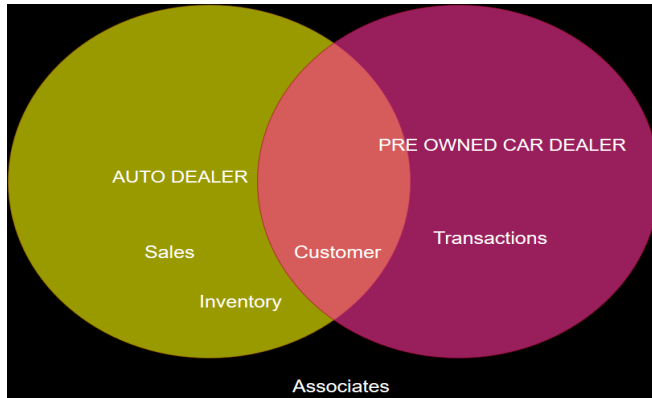 PRE OWNED CAR DEALER
AUTO DEALER
Transactions
Sales
Customer
Inventory
Associates